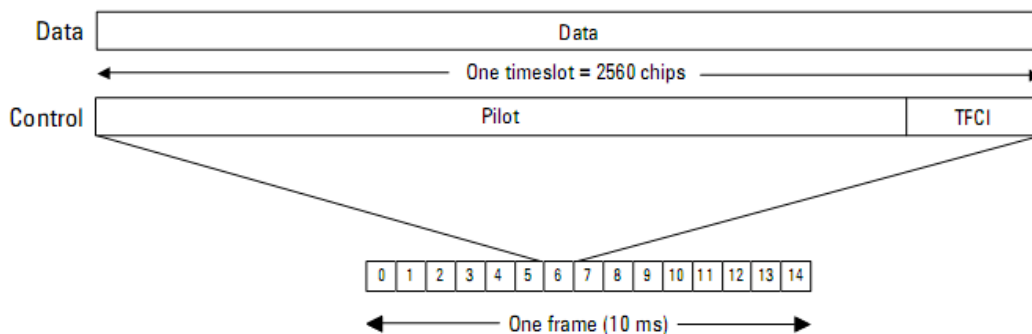 Data Data
One timeslot = 2560 chips
Control Pilot TFCI
0 1 2 3 4 5 6 7 8 9 10 11 12 13 14
One frame (10 ms)